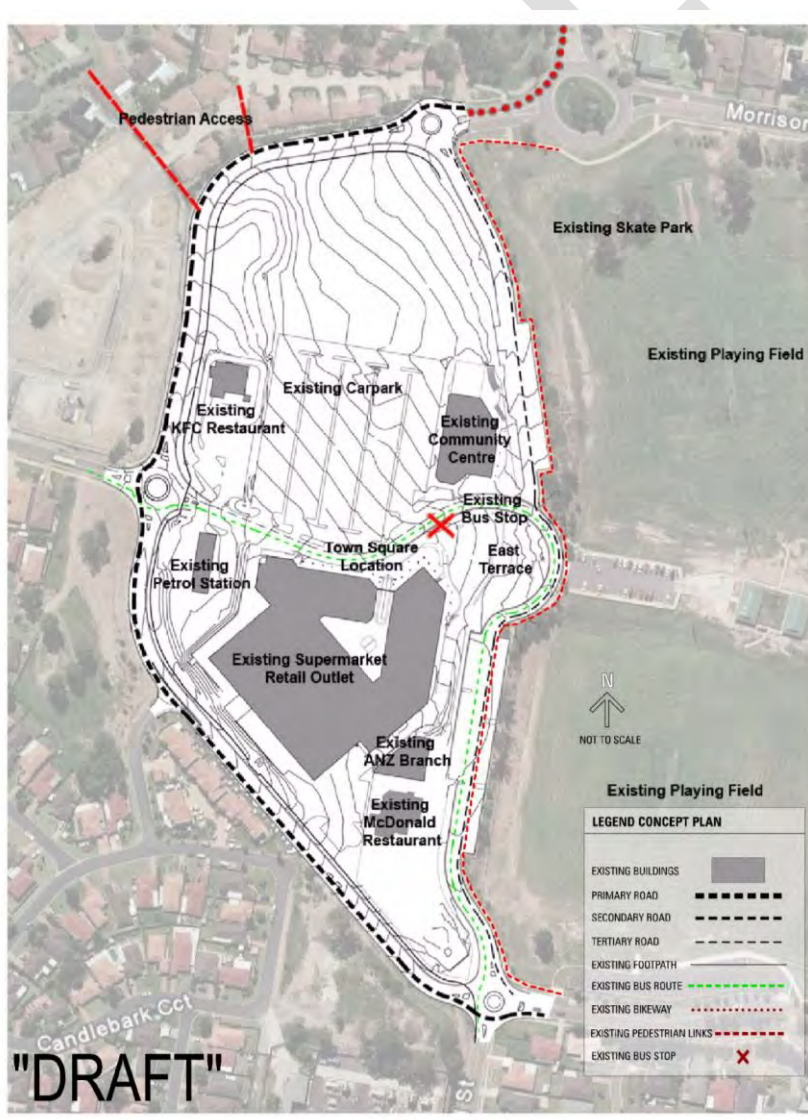 Pedestrian Access
Morrison
Existing Skate Park
Existing Playing Field
Existing
KFC Restaurant
Existing Carpark
Existing
Community
Centre
Existing
Bus Stop
Town Square
Location
East
Terrace
Existing
Petrol Station
Existing Supermarket
Retail Outlet
N
NOT TO SCALE
Existing
ANZ Branch
Existing
McDonald
Restaurant
Existing Playing Field
LEGEND CONCEPT PLAN
EXISTING BUILDINGS
PRIMARY ROAD
SECONDARY ROAD
TERTIARY ROAD
EXISTING FOOTPATH
EXISTING BUS ROUTE
EXISTING BIKEWAY
EXISTING PEDESTRIAN LINKS
EXISTING BUS STOP
Candlebark Cct
"DRAFT"
St